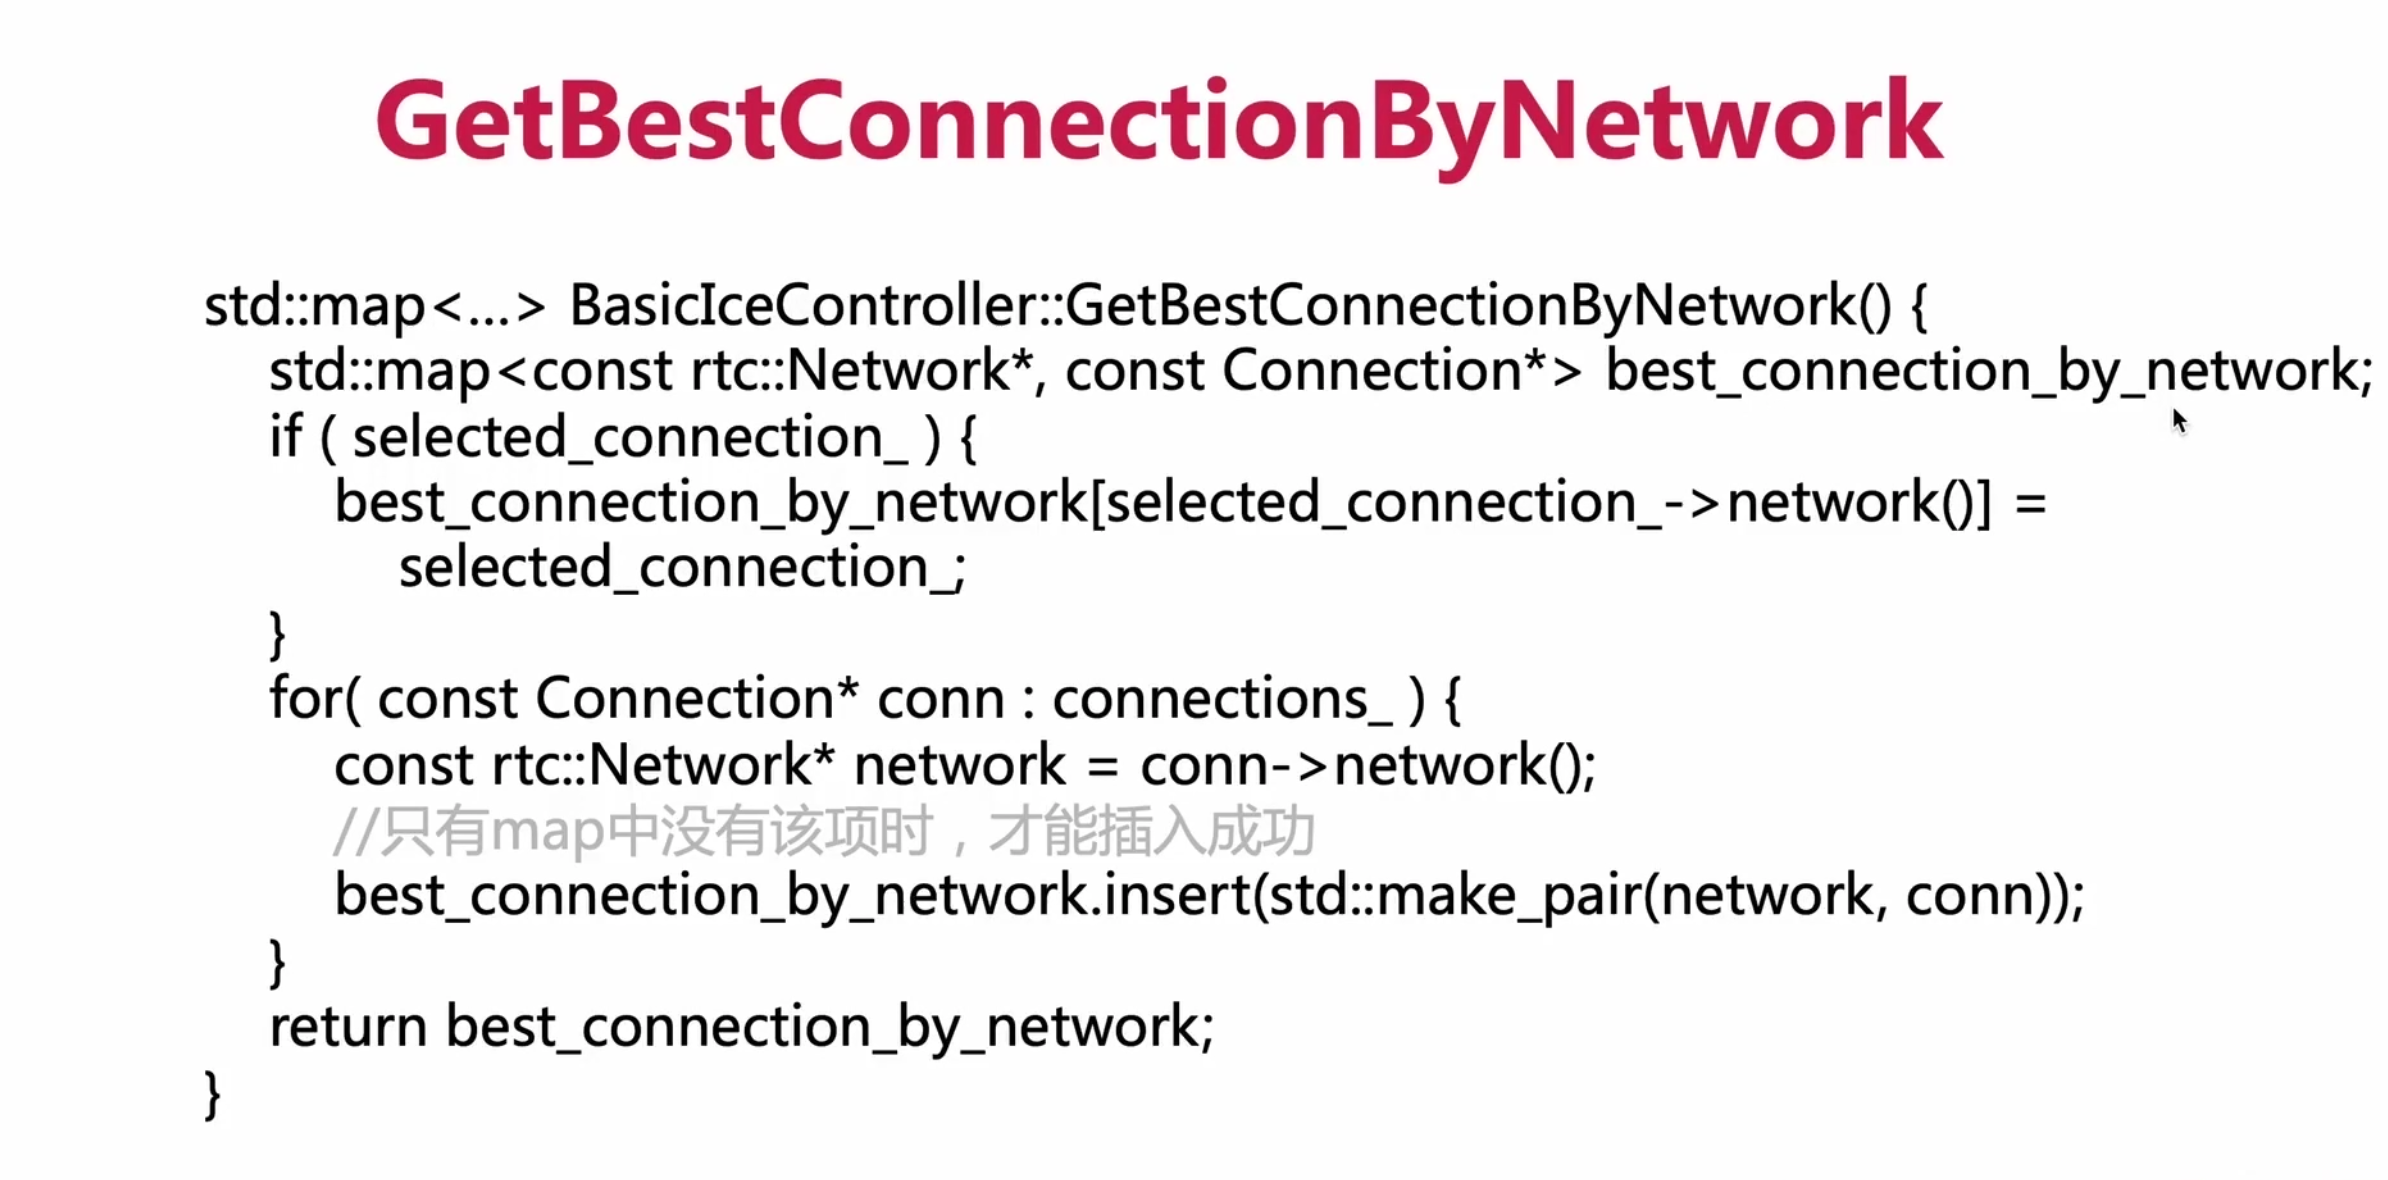 GetBestConnectionByNetwork
std::map<...> BasicIceController::GetBestConnectionByNetwork() {
std::map<const rtc::Network*, const Connection*> best_connection_by_network;
if ( selected_connection_ ) {
best_connection_by_network[selected_connection_->network()] =
selected_connection_;
}
for( const Connection* conn : connections_ ) {
const rtc::Network* network = conn->network();
//只有map中没有该项时，才能插入成功
best_connection_by_network.insert(std::make_pair(network, conn));
}
return best_connection_by_network;
}